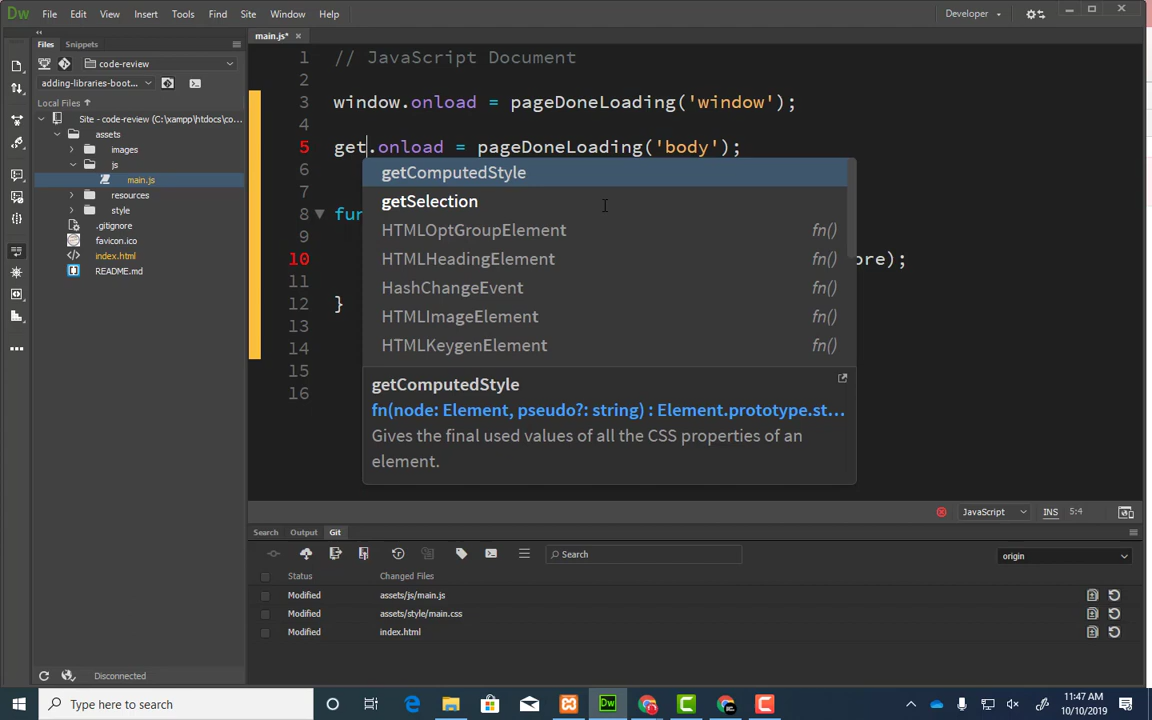 Dw File Edit View Insert Tools Find Site Window Help Developer
Files Snippets
main.js*
code-review
adding-libraries-boot...
Local Files
Site - code-review (C:\xampp\htdocs\co...
assets
images
js
main.js
resources
style
.gitignore
favicon.ico
index.html
README.md
Disconnected
1 // JavaScript Document
2
3 window.onload = pageDoneLoading('window');
4
5 get.onload = pageDoneLoading('body');
6
7
8 fun
9
10 ore);
11
12 }
13
14
15
16
getComputedStyle
getSelection
HTMLOptGroupElement fn()
HTMLHeadingElement fn()
HashChangeEvent fn()
HTMLImageElement fn()
HTMLKeygenElement fn()
getComputedStyle
fn(node: Element, pseudo?: string) : Element.prototype.st...
Gives the final used values of all the CSS properties of an
element.
JavaScript INS 5:4
Search Output Git
Search
origin
Status Changed Files
Modified assets/js/main.js
Modified assets/style/main.css
Modified index.html
Type here to search
Dw
11:47 AM
10/10/2019